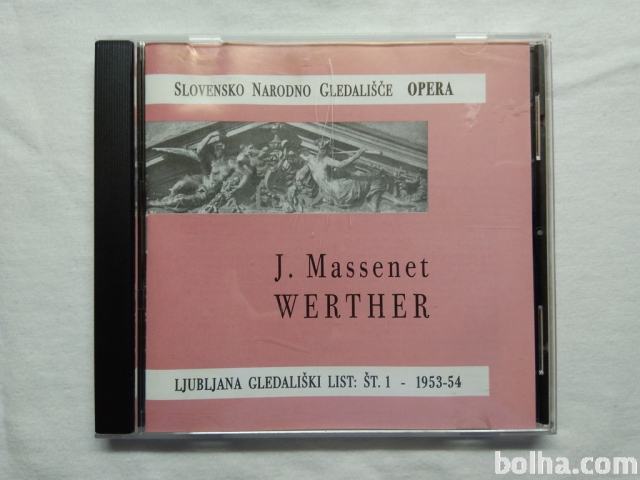 SLOVENSKO NARODNO GLEDALIŠČE OPERA
J. Massenet
WERTHER
LJUBLJANA GLEDALIŠKI LIST: ŠT. 1 - 1953-54
bolha.com